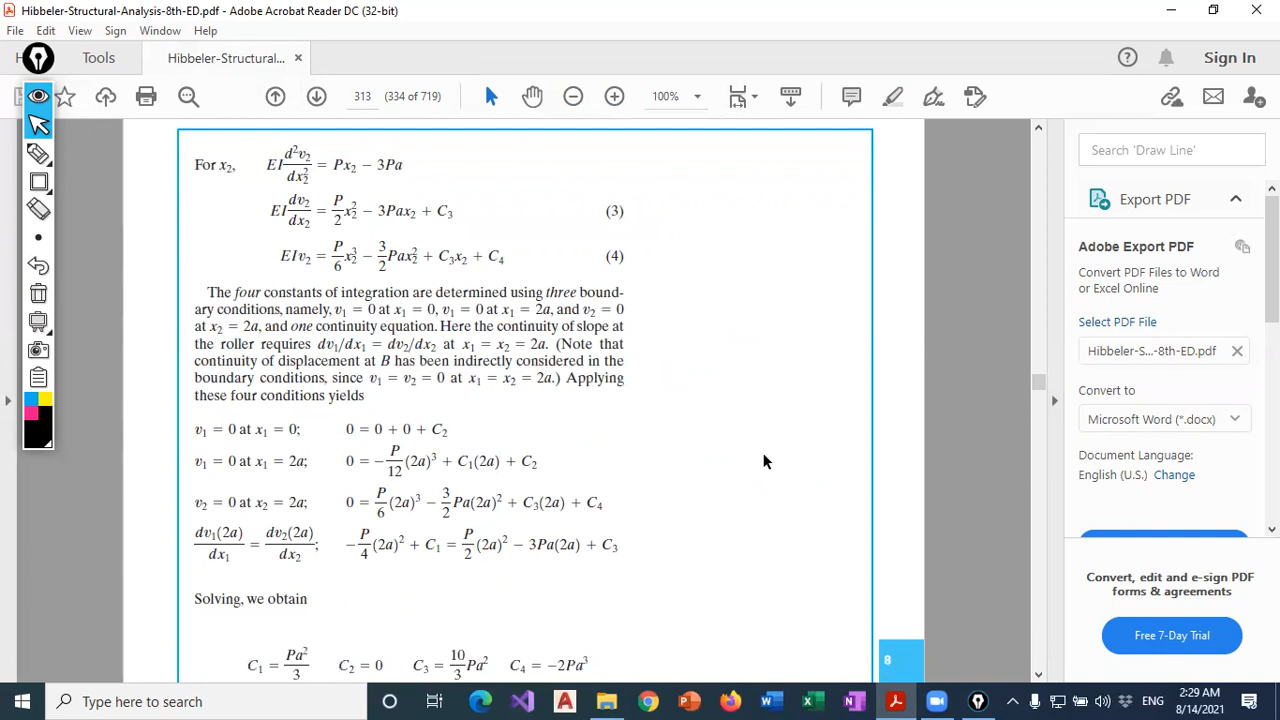 Hibbeler-Structural-Analysis-8th-ED.pdf - Adobe Acrobat Reader DC (32-bit)
File Edit View Sign Window Help
Tools Hibbeler-Structural... × Sign In
313 (334 of 719) 100%
For x₂, EI d²v₂/dx₂² = Px₂ − 3Pa
EI dv₂/dx₂ = P/2 x₂² − 3Pax₂ + C₃ (3)
EIv₂ = P/6 x₂³ − 3/2 Pax₂² + C₃x₂ + C₄ (4)
The four constants of integration are determined using three bound-
ary conditions, namely, v₁ = 0 at x₁ = 0, v₁ = 0 at x₁ = 2a, and v₂ = 0
at x₂ = 2a, and one continuity equation. Here the continuity of slope at
the roller requires dv₁/dx₁ = dv₂/dx₂ at x₁ = x₂ = 2a. (Note that
continuity of displacement at B has been indirectly considered in the
boundary conditions, since v₁ = v₂ = 0 at x₁ = x₂ = 2a.) Applying
these four conditions yields
v₁ = 0 at x₁ = 0; 0 = 0 + 0 + C₂
v₁ = 0 at x₁ = 2a; 0 = −P/12 (2a)³ + C₁(2a) + C₂
v₂ = 0 at x₂ = 2a; 0 = P/6 (2a)³ − 3/2 Pa(2a)² + C₃(2a) + C₄
dv₁(2a)/dx₁ = dv₂(2a)/dx₂; −P/4 (2a)² + C₁ = P/2 (2a)² − 3Pa(2a) + C₃
Solving, we obtain
C₁ = Pa²/3 C₂ = 0 C₃ = 10/3 Pa² C₄ = −2Pa³
8
Search 'Draw Line'
Export PDF
Adobe Export PDF
Convert PDF Files to Word
or Excel Online
Select PDF File
Hibbeler-S...-8th-ED.pdf
Convert to
Microsoft Word (*.docx)
Document Language:
English (U.S.) Change
Convert, edit and e-sign PDF
forms & agreements
Free 7-Day Trial
Type here to search
ENG
2:29 AM
8/14/2021